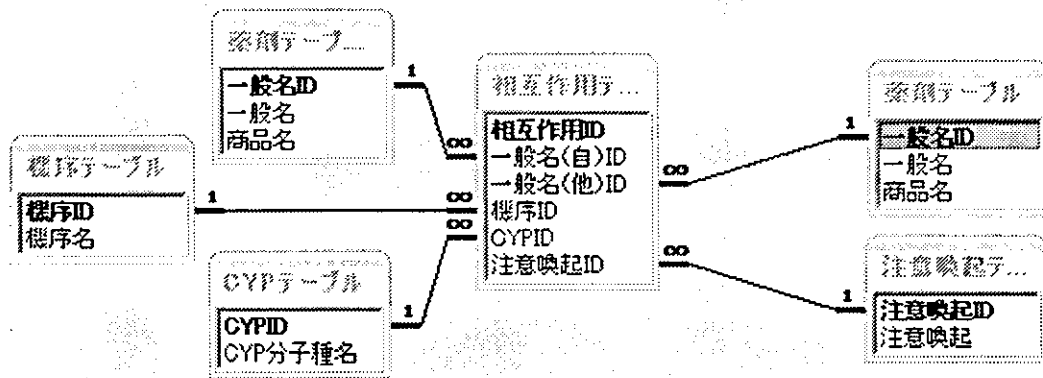 薬剤テーブ...
一般名ID
一般名
商品名
機序テーブル
機序ID
機序名
CYPテーブル
CYPID
CYP分子種名
相互作用テ...
相互作用ID
一般名(自)ID
一般名(他)ID
機序ID
CYPID
注意喚起ID
薬剤テーブル
一般名ID
一般名
商品名
注意喚起テ...
注意喚起ID
注意喚起
1
∞
1
∞
∞
1
∞
1
∞
1